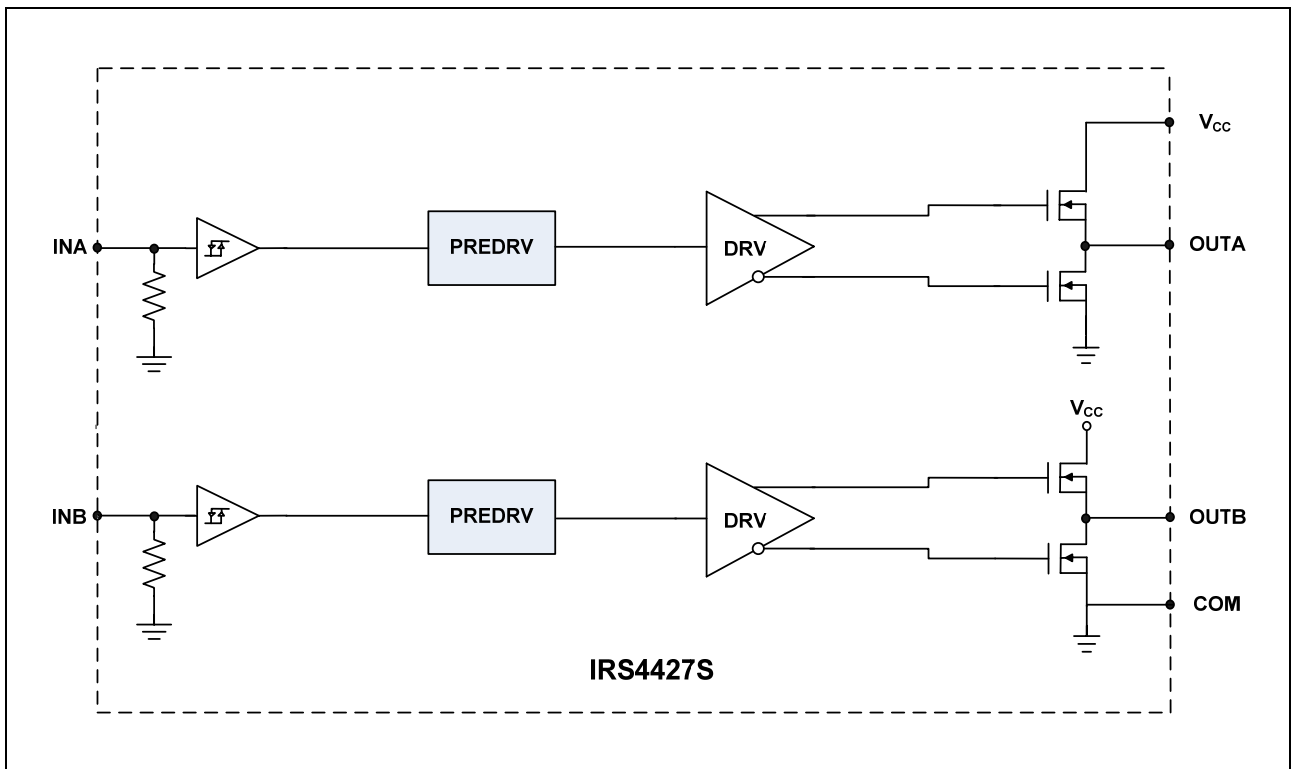 VCC
INA
PREDRV
DRV
OUTA
VCC
INB
PREDRV
DRV
OUTB
COM
IRS4427S